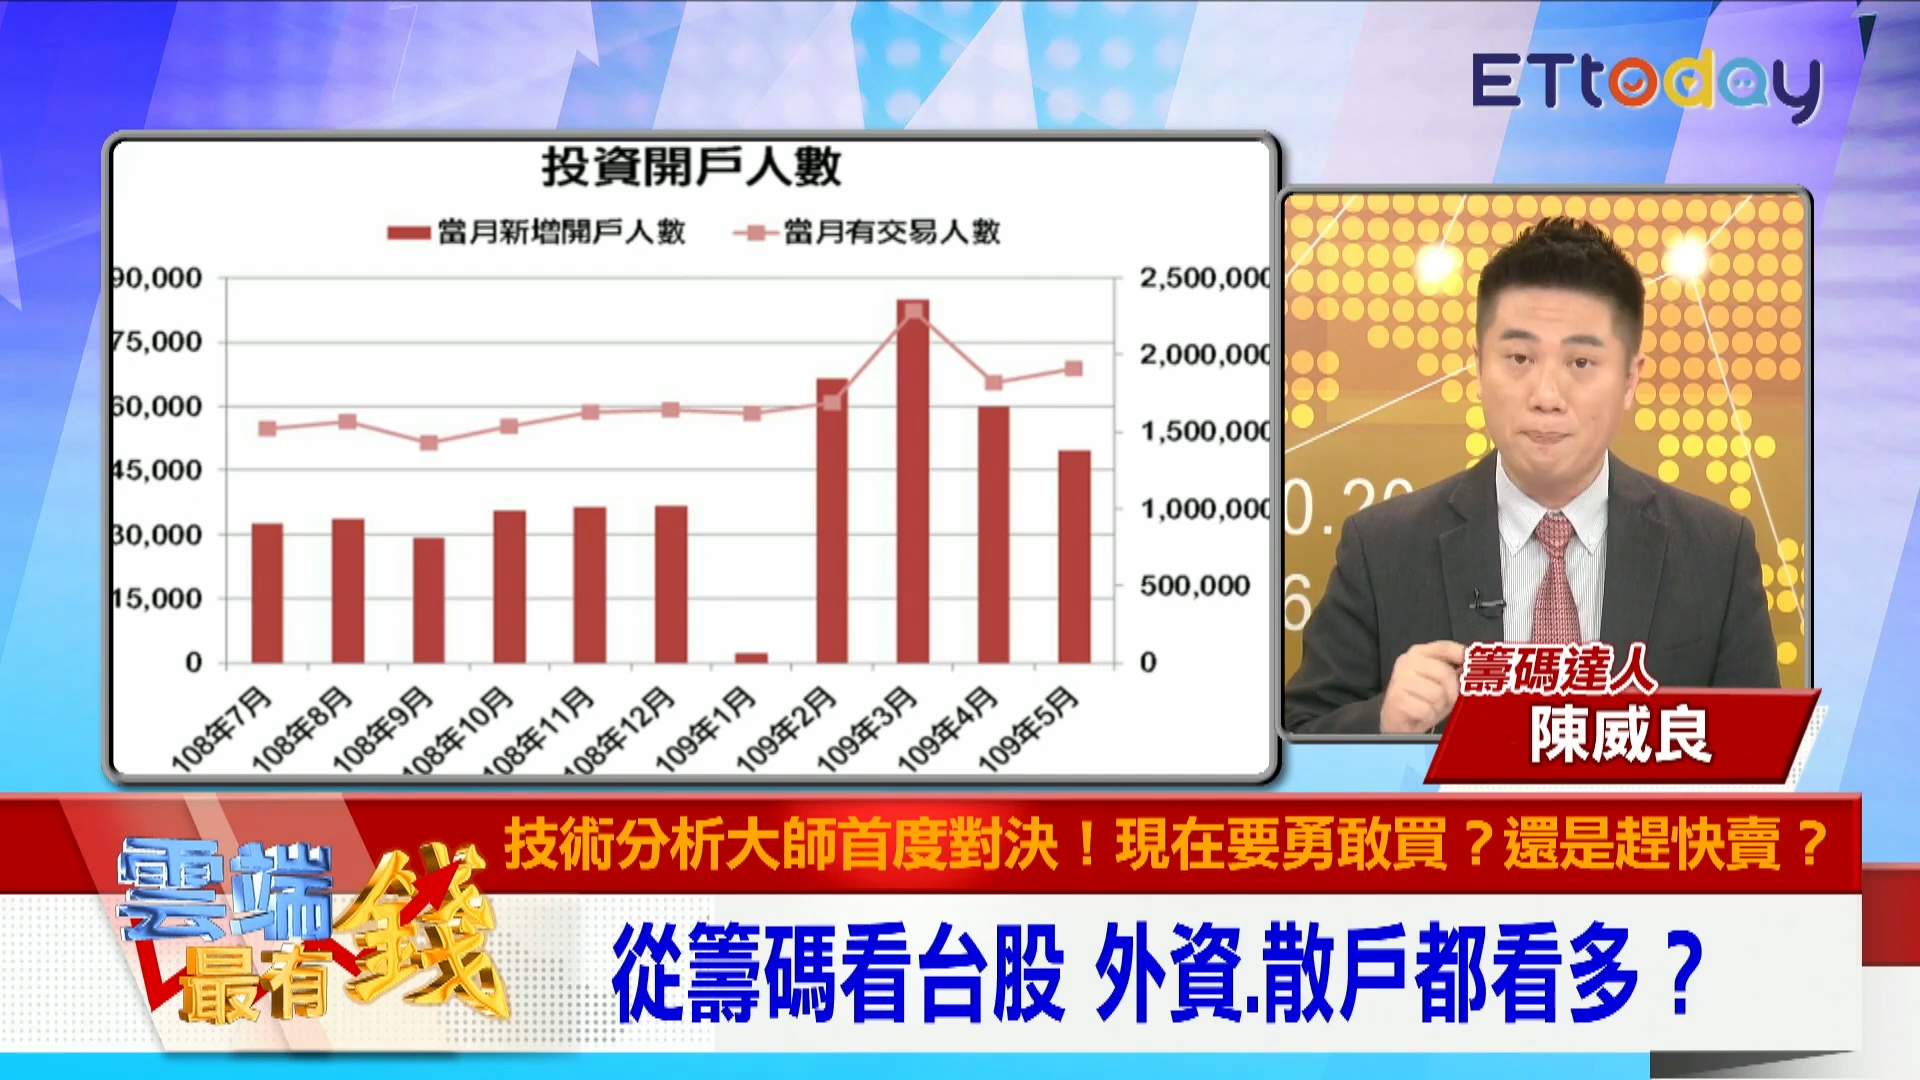 ETtoday
投資開戶人數
當月新增開戶人數 當月有交易人數
90,000
75,000
60,000
45,000
30,000
15,000
0
2,500,000
2,000,000
1,500,000
1,000,000
500,000
0
108年7月
108年8月
108年9月
108年10月
108年11月
108年12月
109年1月
109年2月
109年3月
109年4月
109年5月
0.20
6
籌碼達人
陳威良
技術分析大師首度對決！現在要勇敢買？還是趕快賣？
雲端
最有錢
從籌碼看台股 外資.散戶都看多？